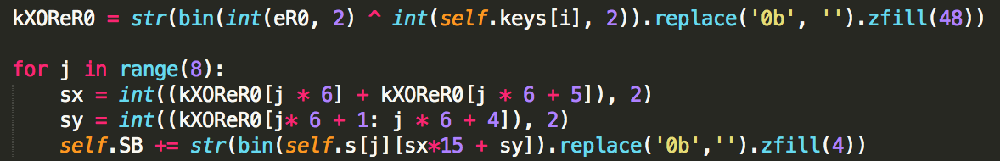 kXOReR0 = str(bin(int(eR0, 2) ^ int(self.keys[i], 2)).replace('0b', '').zfill(48))
for j in range(8):
sx = int((kXOReR0[j * 6] + kXOReR0[j * 6 + 5]), 2)
sy = int((kXOReR0[j* 6 + 1: j * 6 + 4]), 2)
self.SB += str(bin(self.s[j][sx*15 + sy]).replace('0b','').zfill(4))